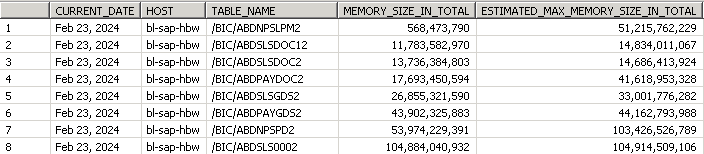 CURRENT_DATE HOST TABLE_NAME MEMORY_SIZE_IN_TOTAL ESTIMATED_MAX_MEMORY_SIZE_IN_TOTAL
1 Feb 23, 2024 bl-sap-hbw /BIC/ABDNPSLPM2 568,473,790 51,215,762,229
2 Feb 23, 2024 bl-sap-hbw /BIC/ABDSLSDOC12 11,783,582,970 14,834,011,067
3 Feb 23, 2024 bl-sap-hbw /BIC/ABDSLSDOC2 13,736,384,803 14,686,413,924
4 Feb 23, 2024 bl-sap-hbw /BIC/ABDPAYDOC2 17,693,450,594 41,618,953,328
5 Feb 23, 2024 bl-sap-hbw /BIC/ABDSLSGDS2 26,855,321,590 33,001,776,282
6 Feb 23, 2024 bl-sap-hbw /BIC/ABDPAYGDS2 43,902,325,883 44,162,793,988
7 Feb 23, 2024 bl-sap-hbw /BIC/ABDNPSPD2 53,974,229,391 103,426,526,789
8 Feb 23, 2024 bl-sap-hbw /BIC/ABDSLS0002 104,884,040,932 104,914,509,106